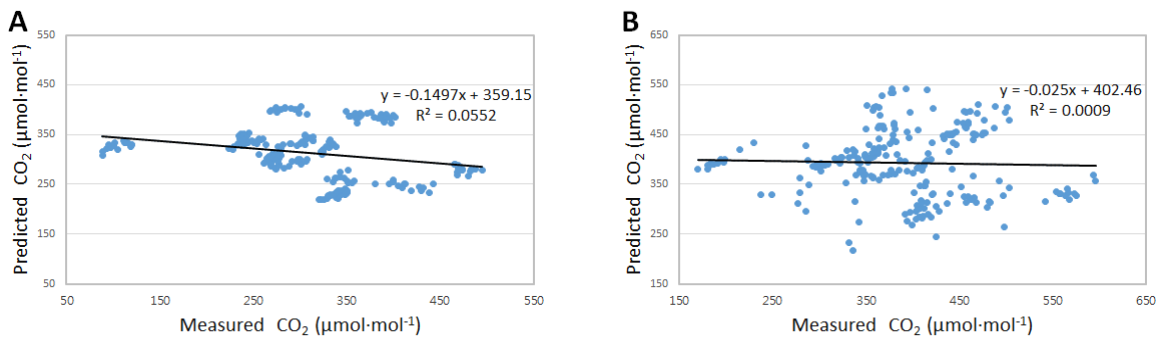 A
Predicted CO₂ (μmol·mol⁻¹)
550
450
350
250
150
50
y = -0.1497x + 359.15
R² = 0.0552
50
150
250
350
450
550
Measured CO₂ (μmol·mol⁻¹)
B
Predicted CO₂ (μmol·mol⁻¹)
650
550
450
350
250
150
y = -0.025x + 402.46
R² = 0.0009
150
250
350
450
550
650
Measured CO₂ (μmol·mol⁻¹)